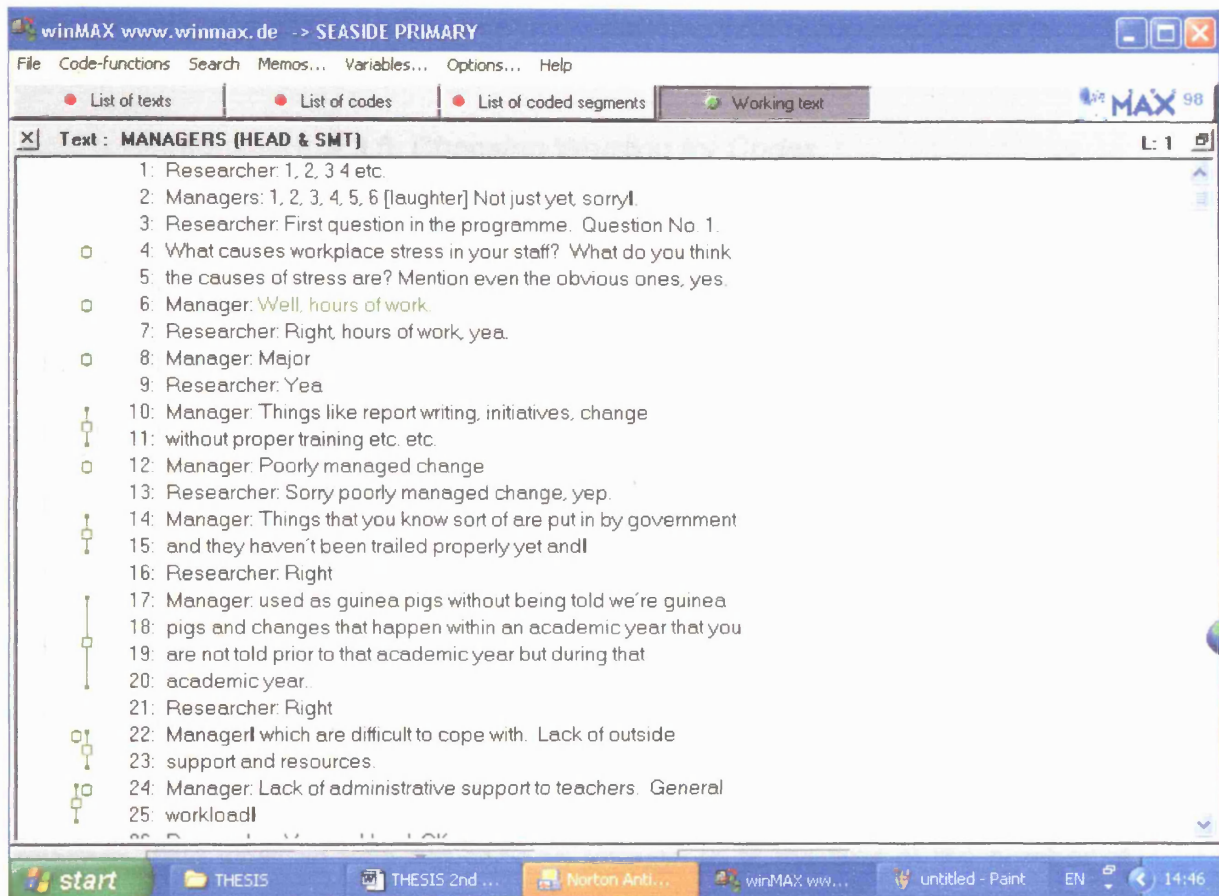 winMAX www.winmax.de -> SEASIDE PRIMARY
File Code-functions Search Memos... Variables... Options... Help
List of texts List of codes List of coded segments Working text MAX 98
X Text : MANAGERS (HEAD & SMT) L: 1
1: Researcher: 1, 2, 3 4 etc.
2: Managers: 1, 2, 3, 4, 5, 6 [laughter] Not just yet, sorryI.
3: Researcher: First question in the programme. Question No. 1.
4: What causes workplace stress in your staff? What do you think
5: the causes of stress are? Mention even the obvious ones, yes.
6: Manager: Well, hours of work.
7: Researcher: Right, hours of work, yea.
8: Manager: Major
9: Researcher: Yea
10: Manager: Things like report writing, initiatives, change
11: without proper training etc. etc.
12: Manager: Poorly managed change
13: Researcher: Sorry poorly managed change, yep.
14: Manager: Things that you know sort of are put in by government
15: and they haven't been trailed properly yet andI
16: Researcher: Right
17: Manager: used as guinea pigs without being told we're guinea
18: pigs and changes that happen within an academic year that you
19: are not told prior to that academic year but during that
20: academic year.
21: Researcher: Right
22: ManagerI which are difficult to cope with. Lack of outside
23: support and resources.
24: Manager: Lack of administrative support to teachers. General
25: workloadI
start THESIS THESIS 2nd ... Norton Anti... winMAX ww... untitled - Paint EN 14:46